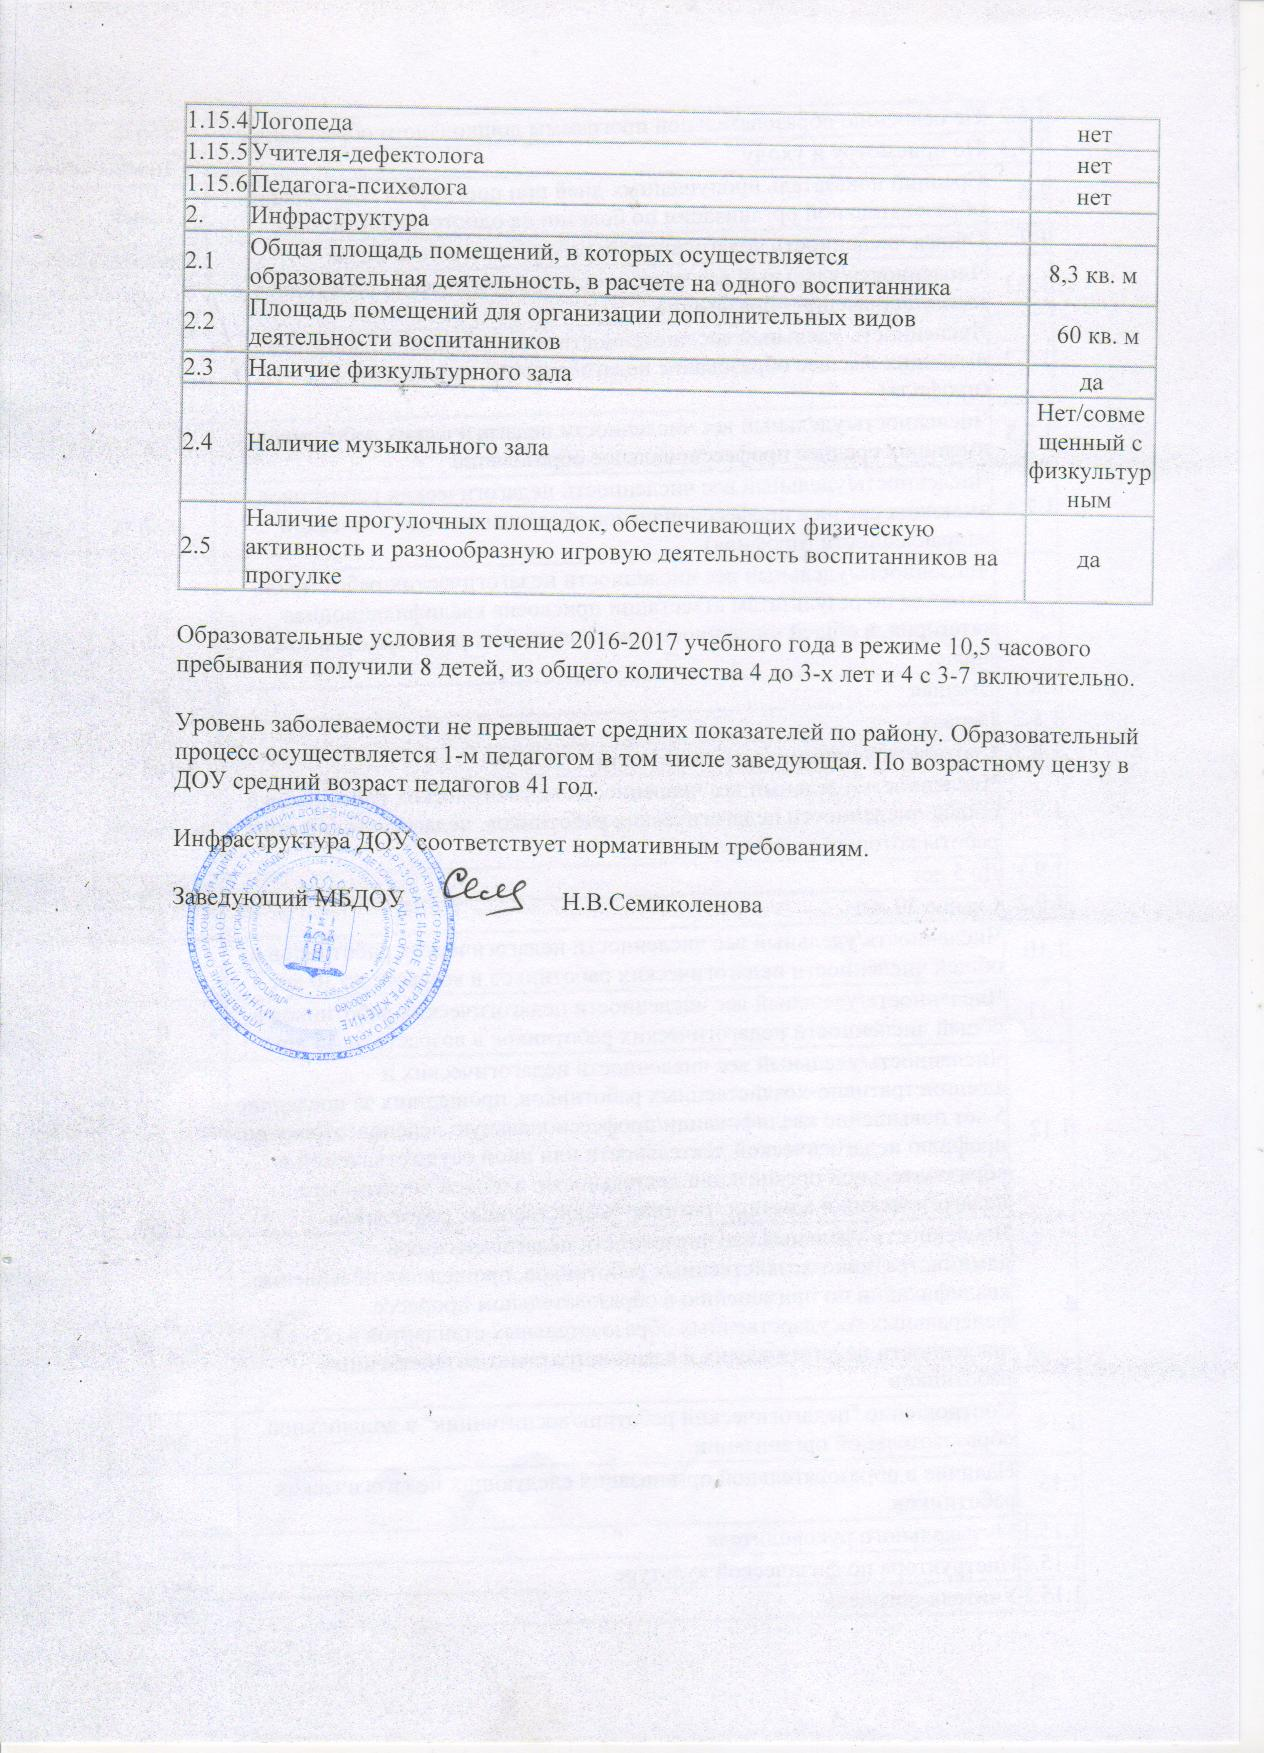 1.15.4 Логопеда нет
1.15.5 Учителя-дефектолога нет
1.15.6 Педагога-психолога нет
2. Инфраструктура
2.1 Общая площадь помещений, в которых осуществляется
образовательная деятельность, в расчете на одного воспитанника 8,3 кв. м
2.2 Площадь помещений для организации дополнительных видов
деятельности воспитанников 60 кв. м
2.3 Наличие физкультурного зала да
2.4 Наличие музыкального зала
Нет/совме
щенный с
физкультур
ным
2.5 Наличие прогулочных площадок, обеспечивающих физическую
активность и разнообразную игровую деятельность воспитанников на
прогулке
да
Образовательные условия в течение 2016-2017 учебного года в режиме 10,5 часового
пребывания получили 8 детей, из общего количества 4 до 3-х лет и 4 с 3-7 включительно.
Уровень заболеваемости не превышает средних показателей по району. Образовательный
процесс осуществляется 1-м педагогом в том числе заведующая. По возрастному цензу в
ДОУ средний возраст педагогов 41 год.
Инфраструктура ДОУ соответствует нормативным требованиям.
Заведующий МБДОУ Н.В.Семиколенова